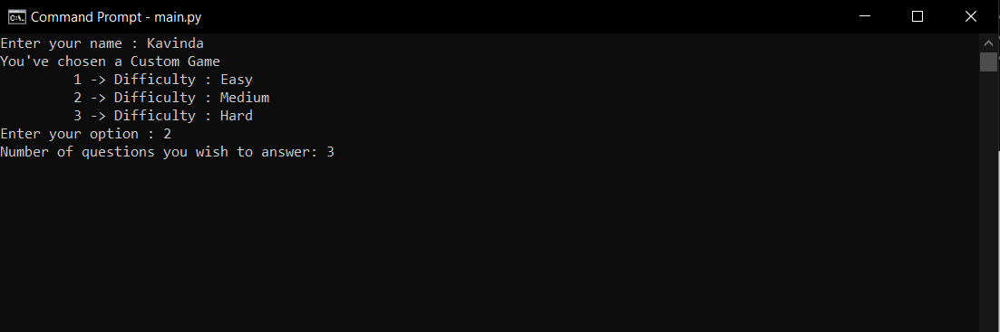 Command Prompt - main.py
Enter your name : Kavinda
You've chosen a Custom Game
1 -> Difficulty : Easy
2 -> Difficulty : Medium
3 -> Difficulty : Hard
Enter your option : 2
Number of questions you wish to answer: 3